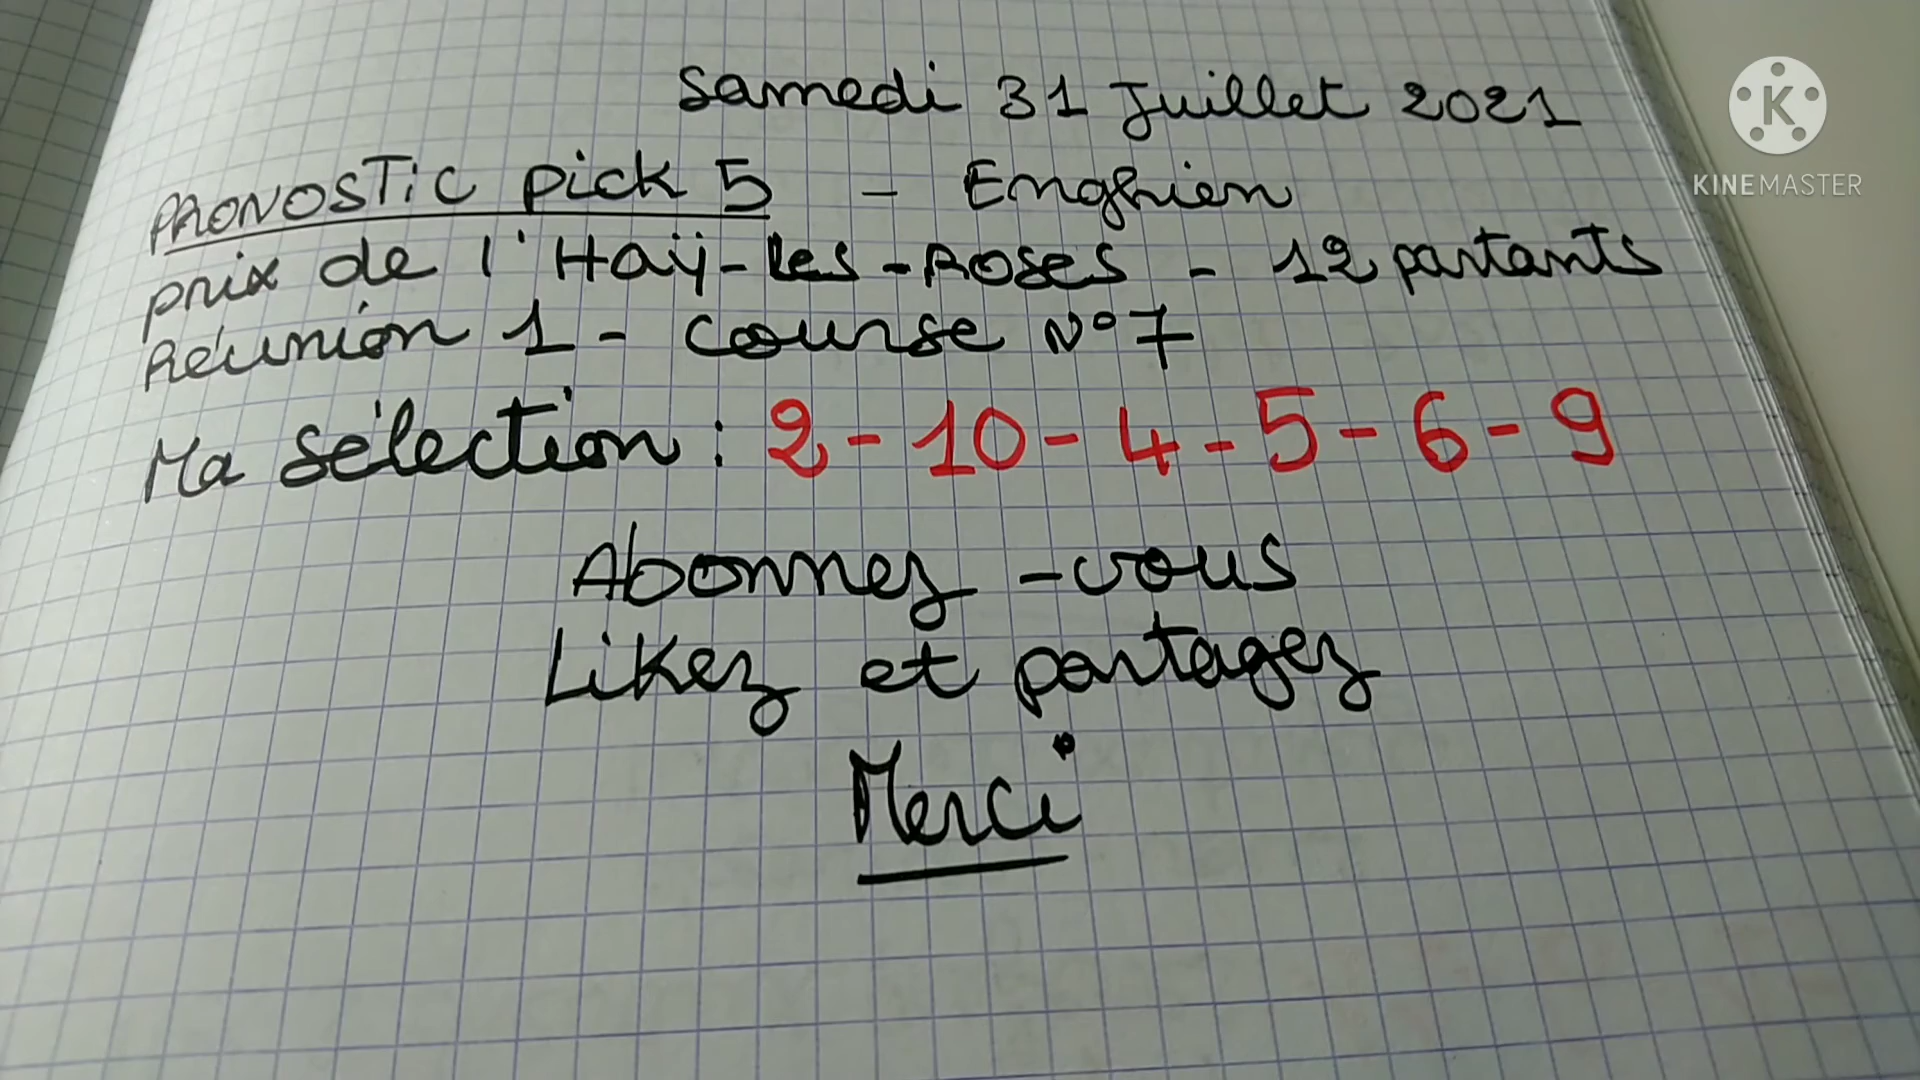 Samedi 31 Juillet 2021
PRONOSTIC pick 5 - Enghien
prix de l'Haÿ-Les-Roses - 12 partants
Réunion 1 - Course N°7
Ma sélection : 2 - 10 - 4 - 5 - 6 - 9
Abonnez-vous
Likez et partagez
Merci
K
KINEMASTER